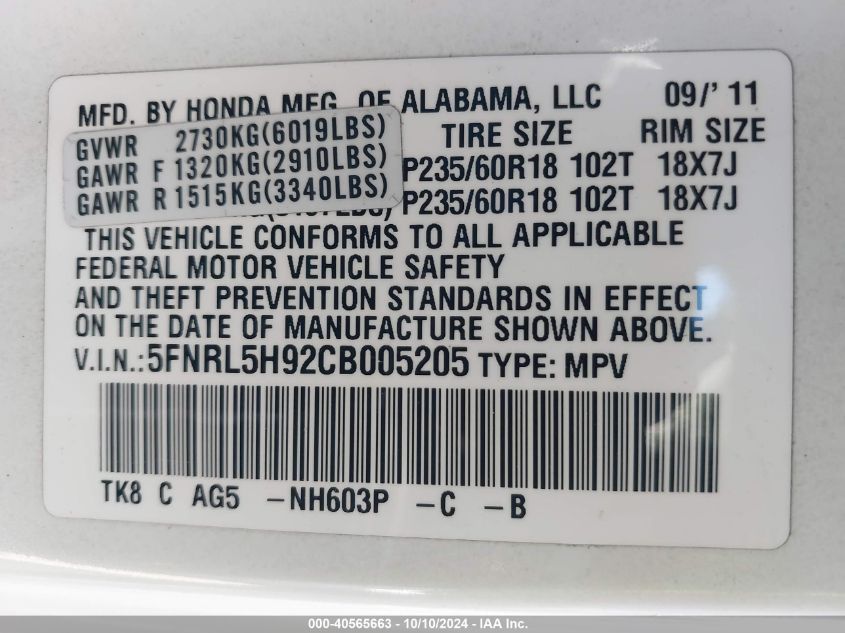 MFD. BY HONDA MFG. OF ALABAMA, LLC 09/' 11
GVWR 2730KG(6019LBS) TIRE SIZE RIM SIZE
GAWR F 1320KG(2910LBS) P235/60R18 102T 18X7J
GAWR R 1515KG(3340LBS) P235/60R18 102T 18X7J
THIS VEHICLE CONFORMS TO ALL APPLICABLE
FEDERAL MOTOR VEHICLE SAFETY
AND THEFT PREVENTION STANDARDS IN EFFECT
ON THE DATE OF MANUFACTURE SHOWN ABOVE.
V.I.N.:5FNRL5H92CB005205 TYPE: MPV
TK8 C AG5 -NH603P -C -B
000-40565663 - 10/10/2024 - IAA Inc.